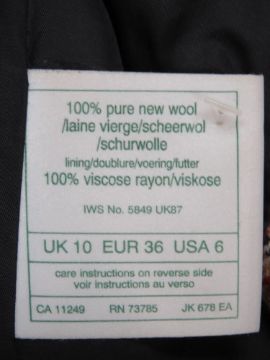 100% pure new wool
/laine vierge/scheerwol
/schurwolle
lining/doublure/voering/futter
100% viscose rayon/viskose
IWS No. 5849 UK87
UK 10 EUR 36 USA 6
care instructions on reverse side
voir instructions au verso
CA 11249 RN 73785 JK 678 EA